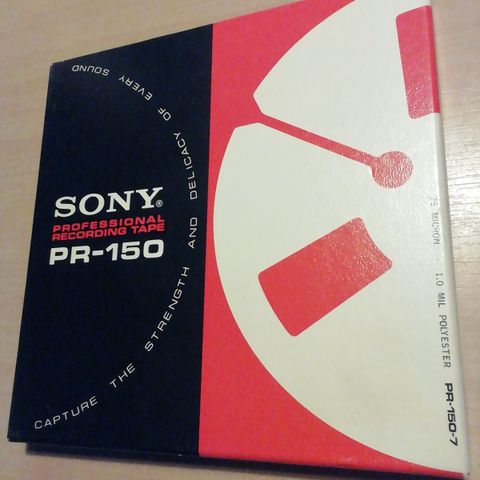 SONY®
PROFESSIONAL
RECORDING TAPE
PR-150
CAPTURE THE STRENGTH AND DELICACY OF EVERY SOUND
25 MICRON · 1.0 MIL POLYESTER PR-150-7